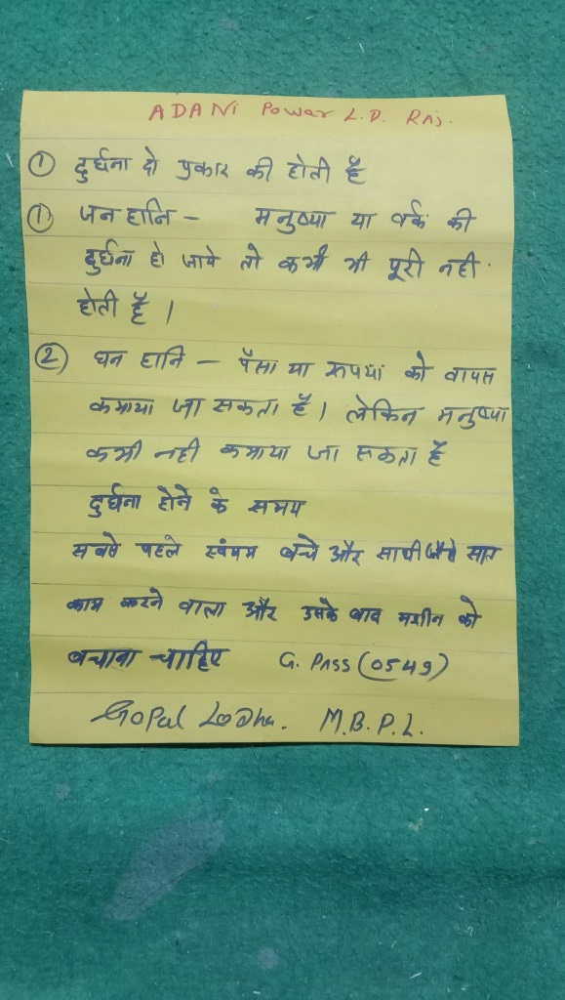 ADANi Power L.D. RAj.
① दुर्घना दो प्रकार की होती है
① जन हानि - मनुष्या या वर्क की
दुर्घना हो जाये तो कभी भी पूरी नही
होती है ।
② धन हानि - पैसा या रूपया को वापस
कमाया जा सकता है। लेकिन मनुष्या
कभी नही कमाया जा सकता है
दुर्घना होने के समय
सबसे पहले स्वंयम बचे और साथी जैसे सात
काम करने वाला और उसके बाद मशीन को
बचाना चाहिए G. PASS (0549)
GOPal Lodha. M.B.P.L.